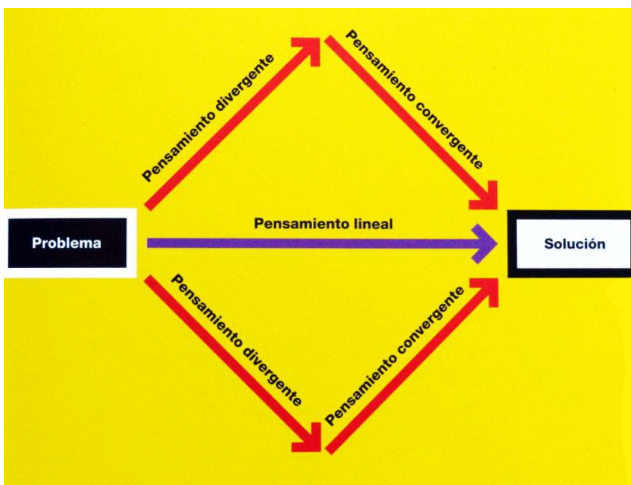 Pensamiento divergente
Pensamiento convergente
Problema
Pensamiento lineal
Solución
Pensamiento divergente
Pensamiento convergente